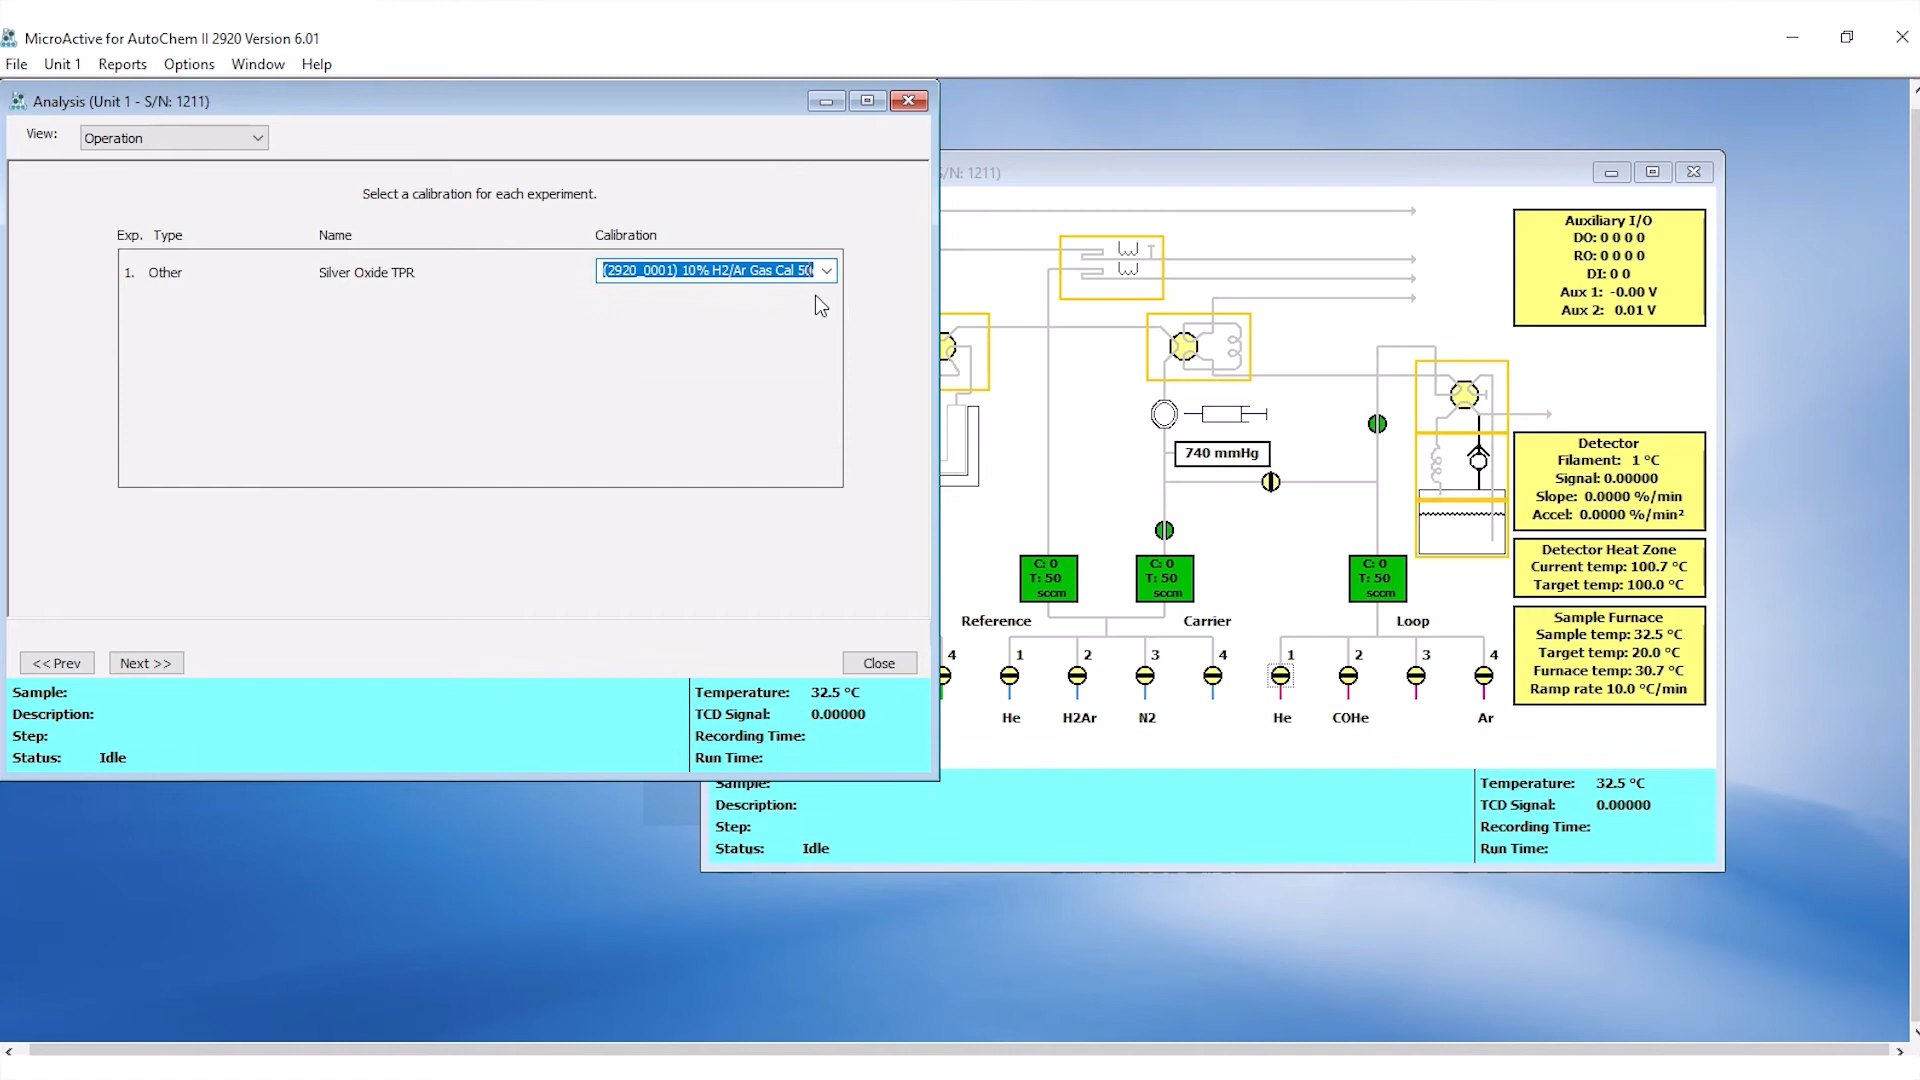 MicroActive for AutoChem II 2920 Version 6.01
File Unit 1 Reports Options Window Help
Analysis (Unit 1 - S/N: 1211)
View: Operation
Select a calibration for each experiment.
Exp. Type Name Calibration
1. Other Silver Oxide TPR (2920_0001) 10% H2/Ar Gas Cal 50
<< Prev Next >> Close
Sample:
Description:
Step:
Status: Idle
Temperature: 32.5 °C
TCD Signal: 0.00000
Recording Time:
Run Time:
S/N: 1211)
Auxiliary I/O
DO: 0 0 0 0
RO: 0 0 0 0
DI: 0 0
Aux 1: -0.00 V
Aux 2: 0.01 V
740 mmHg
Detector
Filament: 1 °C
Signal: 0.00000
Slope: 0.0000 %/min
Accel: 0.0000 %/min²
Detector Heat Zone
Current temp: 100.7 °C
Target temp: 100.0 °C
Sample Furnace
Sample temp: 32.5 °C
Target temp: 20.0 °C
Furnace temp: 30.7 °C
Ramp rate 10.0 °C/min
C: 0
T: 50
sccm
C: 0
T: 50
sccm
C: 0
T: 50
sccm
Reference Carrier Loop
4 1 2 3 4 1 2 3 4
He H2Ar N2 He COHe Ar
Sample:
Description:
Step:
Status: Idle
Temperature: 32.5 °C
TCD Signal: 0.00000
Recording Time:
Run Time: